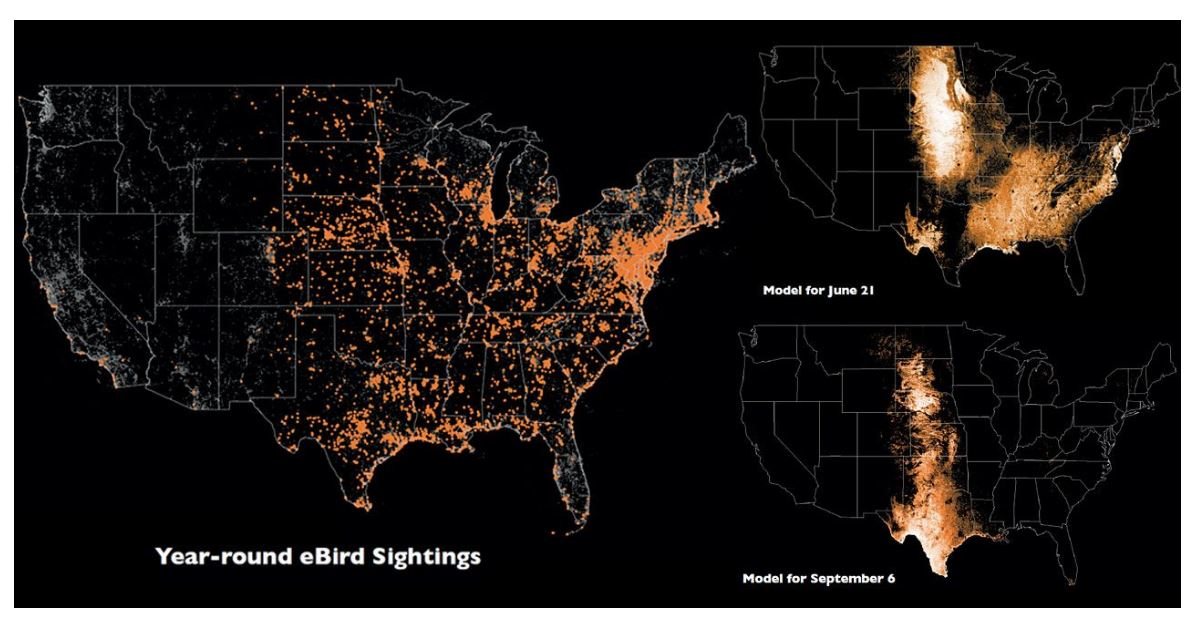 Year-round eBird Sightings
Model for June 21
Model for September 6